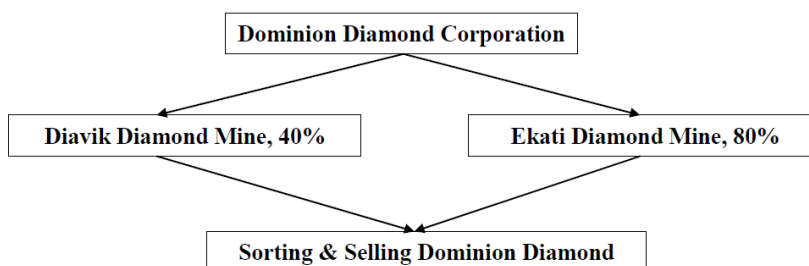 Dominion Diamond Corporation
Diavik Diamond Mine, 40%
Ekati Diamond Mine, 80%
Sorting & Selling Dominion Diamond